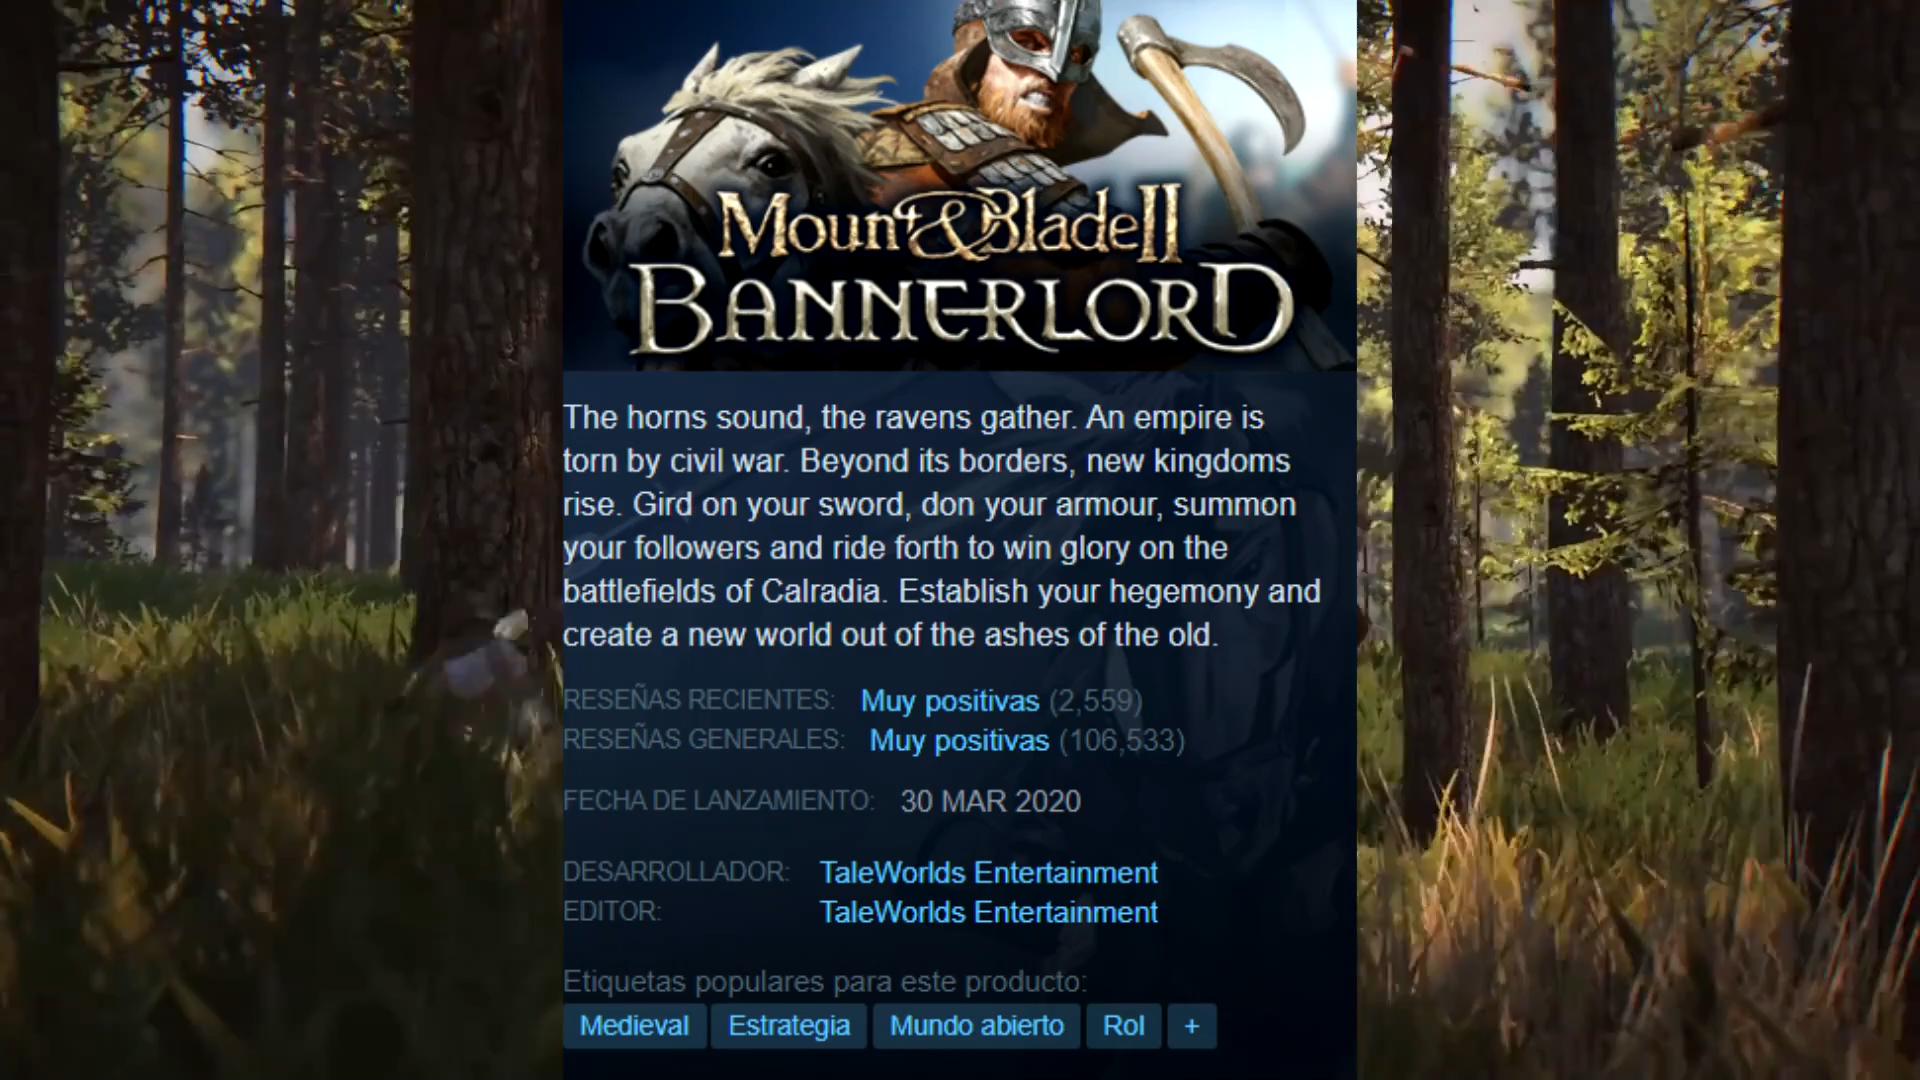 Mount & Blade II
BANNERLORD
The horns sound, the ravens gather. An empire is
torn by civil war. Beyond its borders, new kingdoms
rise. Gird on your sword, don your armour, summon
your followers and ride forth to win glory on the
battlefields of Calradia. Establish your hegemony and
create a new world out of the ashes of the old.
RESEÑAS RECIENTES: Muy positivas (2,559)
RESEÑAS GENERALES: Muy positivas (106,533)
FECHA DE LANZAMIENTO: 30 MAR 2020
DESARROLLADOR: TaleWorlds Entertainment
EDITOR: TaleWorlds Entertainment
Etiquetas populares para este producto:
Medieval Estrategia Mundo abierto Rol +